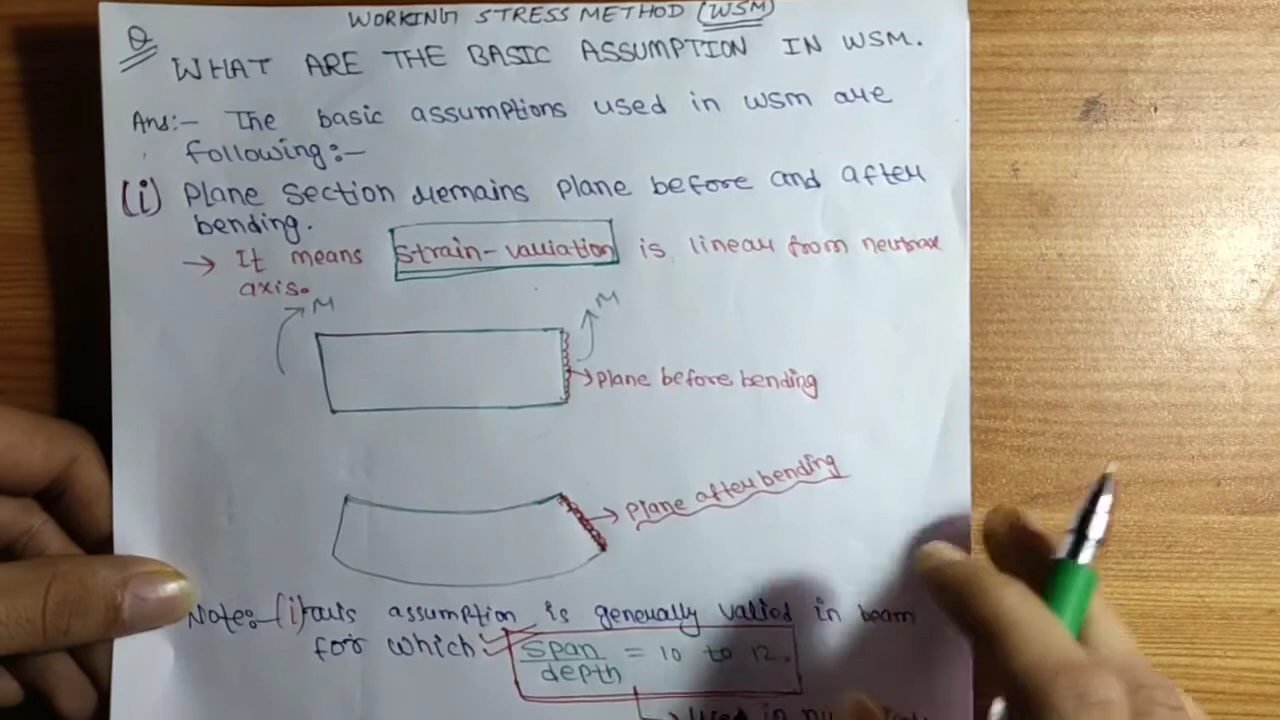 WORKING STRESS METHOD (WSM)
Q
WHAT ARE THE BASIC ASSUMPTION IN WSM.
Ans:- The basic assumptions used in wsm are
following:-
(i) Plane section remains plane before and after
bending.
→ It means strain-variation is linear from neutral
axis.
M
M
→ Plane before bending
→ Plane after bending
Note:- (i) This assumption is generally valied in beam
for which
span/depth = 10 to 12.
→ Used in